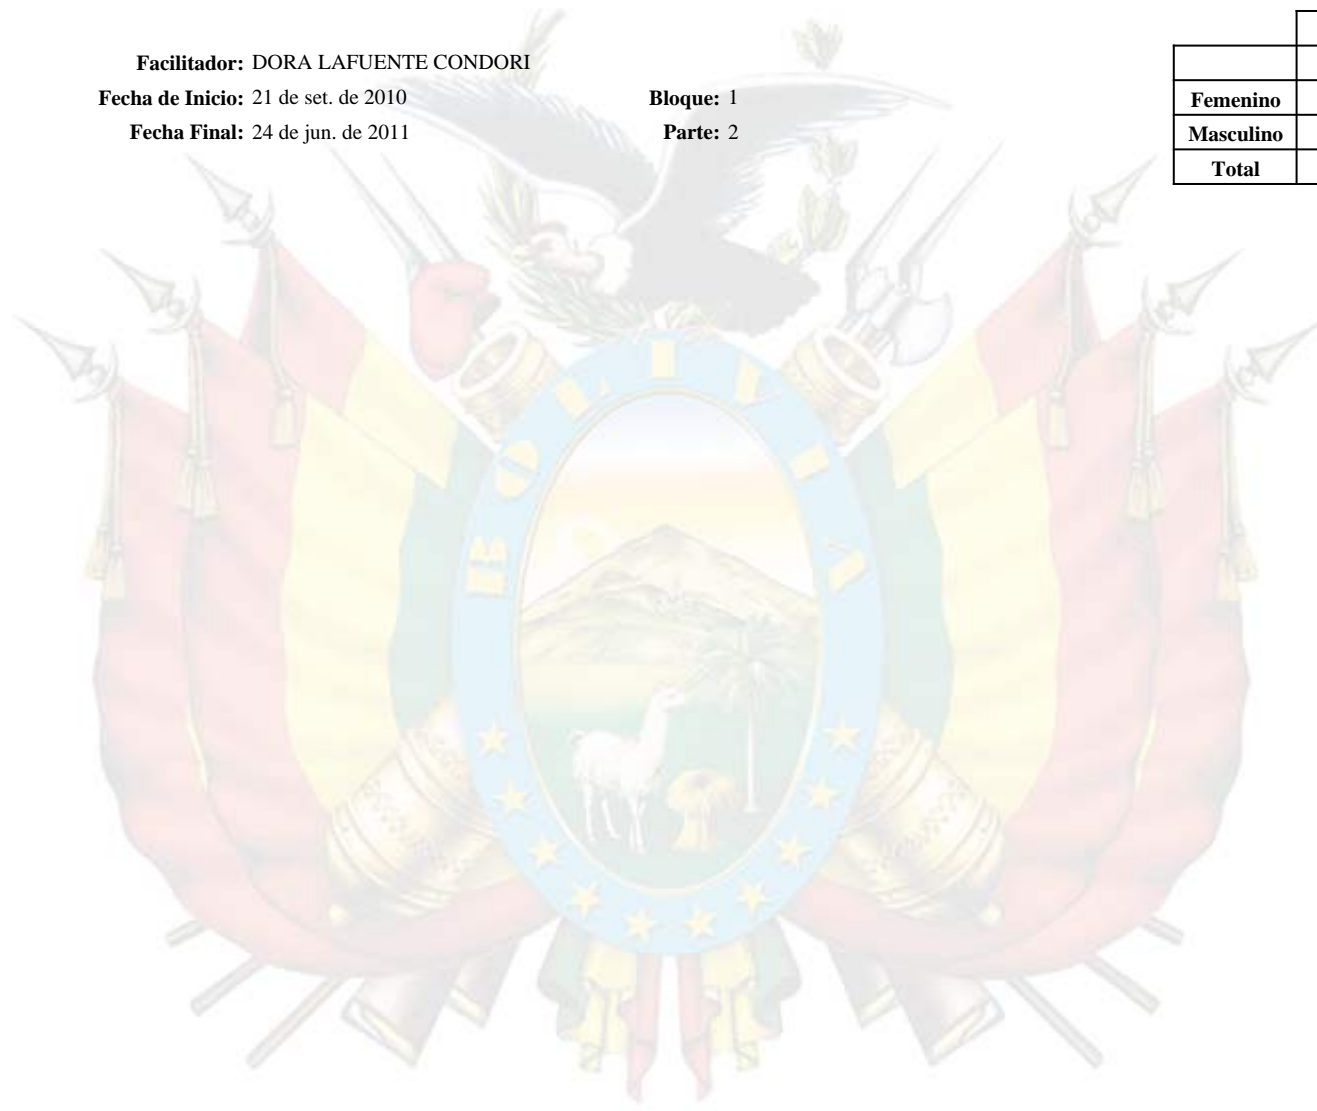 Facilitador: DORA LAFUENTE CONDORI
Fecha de Inicio: 21 de set. de 2010 Bloque: 1
Fecha Final: 24 de jun. de 2011 Parte: 2
Femenino
Masculino
Total
BOLIVIA